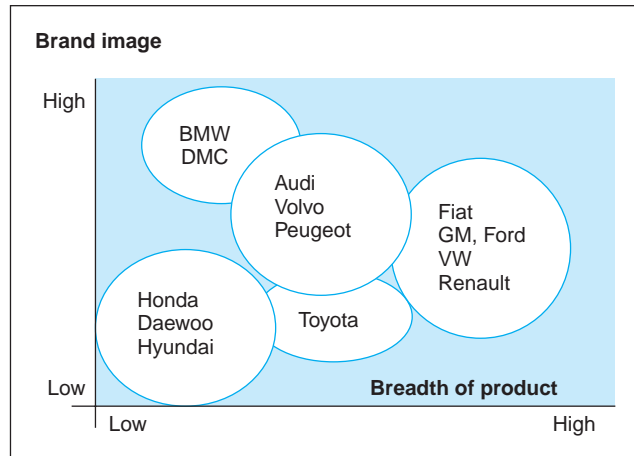 Brand image
High
BMW
DMC
Audi
Volvo
Peugeot
Fiat
GM, Ford
VW
Renault
Honda
Daewoo
Hyundai
Toyota
Low
Breadth of product
Low
High